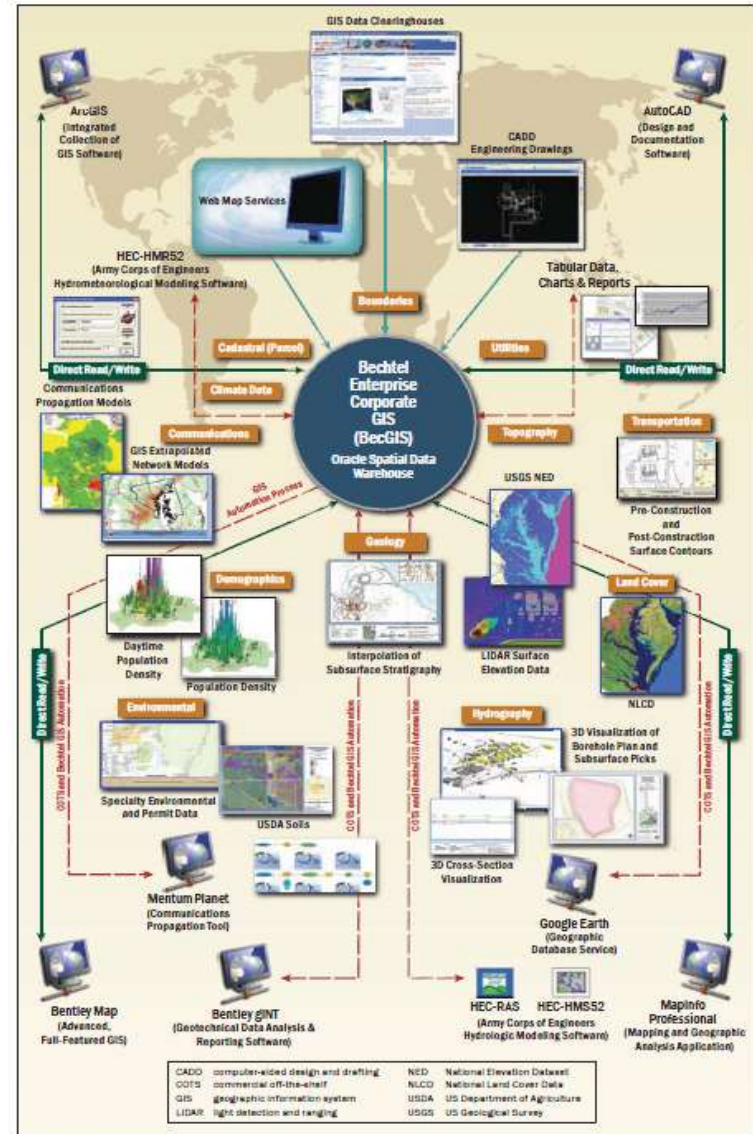 GIS Data Clearinghouses
ArcGIS
(Integrated
Collection of
GIS Software)
AutoCAD
(Design and
Documentation
Software)
CADD
Engineering Drawings
Web Map Services
HEC-HMR52
(Army Corps of Engineers
Hydrometeorological Modeling Software)
Tabular Data,
Charts & Reports
Boundaries
Cadastral (Parcel)
Utilities
Direct Read/Write
Direct Read/Write
Climate Data
Bechtel
Enterprise
Corporate
GIS
(BecGIS)
Oracle Spatial Data
Warehouse
Communications
Propagation Models
Communications
Topography
Transportation
GIS Extrapolated
Network Models
GIS
Automation Process
USGS NED
Pre-Construction
and
Post-Construction
Surface Contours
Geology
Demographics
Land Cover
Daytime
Population
Density
Population Density
Interpolation of
Subsurface Stratigraphy
LIDAR Surface
Elevation Data
NLCD
Direct Read/Write
COTS and Bechtel GIS Automation
COTS and Bechtel GIS Automation
COTS and Bechtel GIS Automation
COTS and Bechtel GIS Automation
Direct Read/Write
Environmental
Hydrography
3D Visualization of
Borehole Plan and
Subsurface Picks
Specialty Environmental
and Permit Data
USDA Soils
3D Cross-Section
Visualization
Mentum Planet
(Communications
Propagation Tool)
Google Earth
(Geographic
Database Service)
Bentley Map
(Advanced,
Full-Featured GIS)
Bentley gINT
(Geotechnical Data Analysis &
Reporting Software)
HEC-RAS
HEC-HMS52
(Army Corps of Engineers
Hydrologic Modeling Software)
MapInfo
Professional
(Mapping and Geographic
Analysis Application)
CADD computer-aided design and drafting
COTS commercial off-the-shelf
GIS geographic information system
LIDAR light detection and ranging
NED National Elevation Dataset
NLCD National Land Cover Data
USDA US Department of Agriculture
USGS US Geological Survey